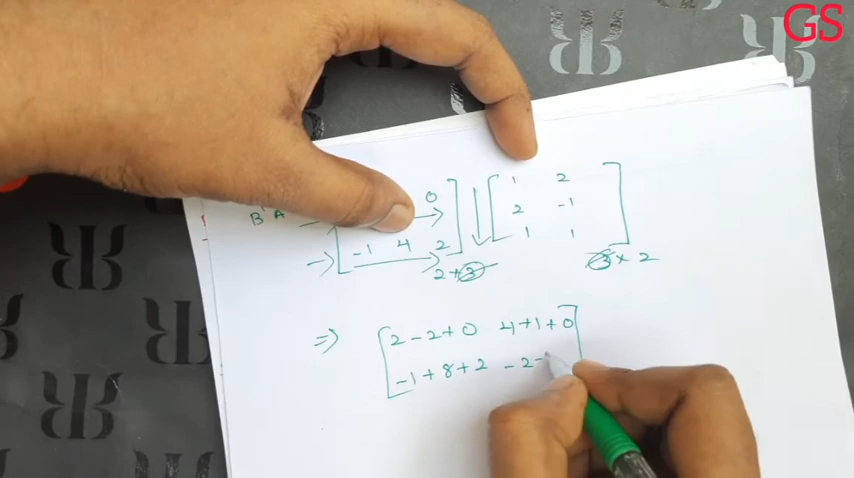 GS
0 1 2
B'A 2 -1
-1 4 2 1 1
2 × 3 3 × 2
⇒ 2 - 2 + 0 4 + 1 + 0
-1 + 8 + 2 - 2 -